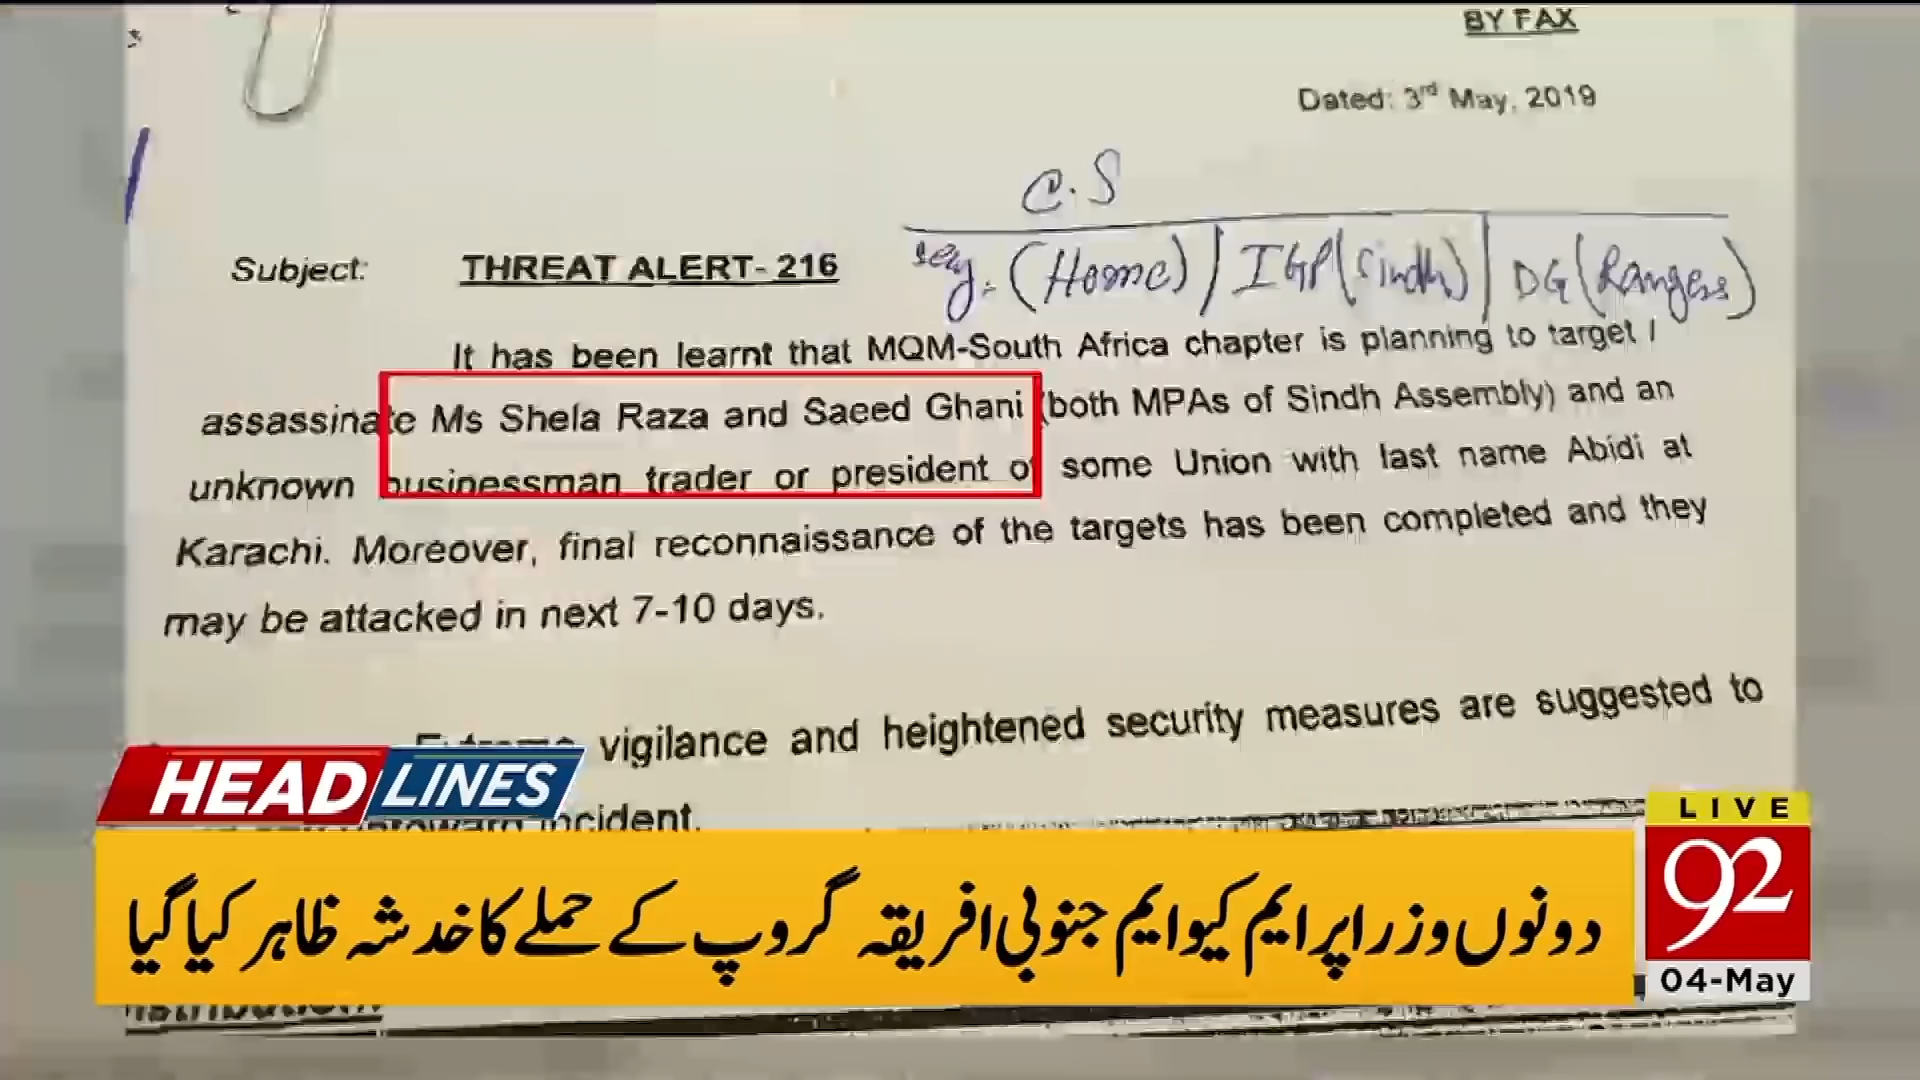 BY FAX
Dated: 3rd May, 2019
C.S
Secy. (Home) | IGP (Sindh) | DG (Rangers)
Subject: THREAT ALERT- 216
It has been learnt that MQM-South Africa chapter is planning to target /
assassinate Ms Shela Raza and Saeed Ghani (both MPAs of Sindh Assembly) and an
unknown businessman trader or president of some Union with last name Abidi at
Karachi. Moreover, final reconnaissance of the targets has been completed and they
may be attacked in next 7-10 days.
Extreme vigilance and heightened security measures are suggested to
untoward incident.
HEADLINES
LIVE
دونوں وزرا پر ایم کیو ایم جنوبی افریقہ گروپ کے حملے کا خدشہ ظاہر کیا گیا
92
04-May